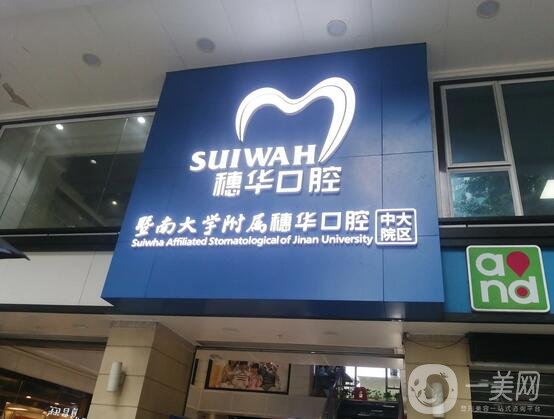 SUIWAH
穗华口腔
暨南大学附属穗华口腔
中大
院区
Suiwha Affiliated Stomatological of Jinan University
and
一美网